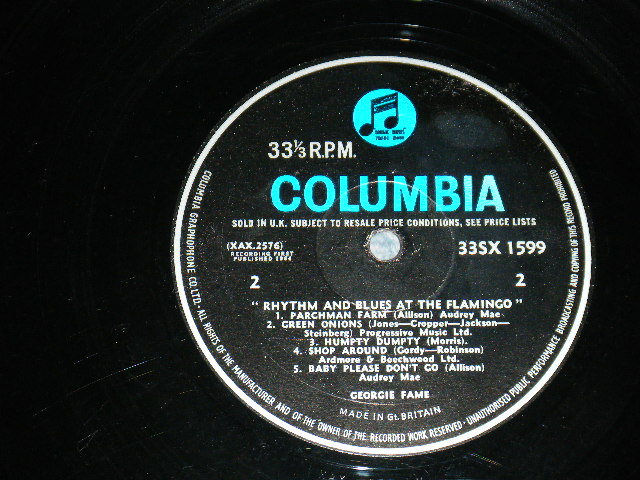 33⅓ R.P.M.
COLUMBIA
SOLD IN U.K. SUBJECT TO RESALE PRICE CONDITIONS, SEE PRICE LISTS
(XAX.2576)
RECORDING FIRST
PUBLISHED 1964
33SX 1599
2
2
" RHYTHM AND BLUES AT THE FLAMINGO "
1. PARCHMAN FARM (Allison) Audrey Mae
2. GREEN ONIONS (Jones—Cropper—Jackson—
Steinberg) Progressive Music Ltd.
3. HUMPTY DUMPTY (Morris).
4. SHOP AROUND (Gordy—Robinson)
Ardmore & Beechwood Ltd.
5. BABY PLEASE DON'T GO (Allison)
Audrey Mae
GEORGIE FAME
MADE IN Gt. BRITAIN
COLUMBIA GRAPHOPHONE CO. LTD. ALL RIGHTS OF THE MANUFACTURER AND OF THE OWNER OF THE RECORDED WORK RESERVED · UNAUTHORISED PUBLIC PERFORMANCE BROADCASTING AND COPYING OF THIS RECORD PROHIBITED